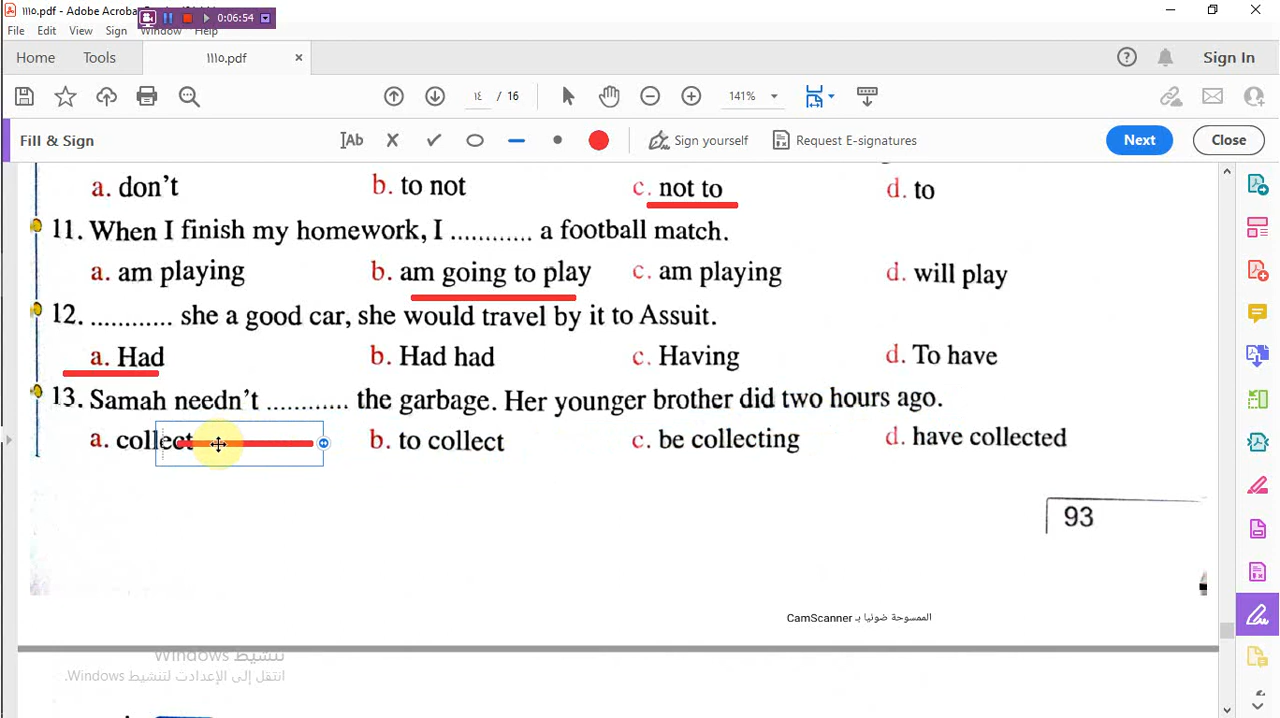 ١١١٥.pdf - Adobe Acrobat
0:06:54
File Edit View Sign Window Help
Home Tools ١١١٥.pdf × Sign In
١٤ / 16 141%
Fill & Sign Ab Sign yourself Request E-signatures Next Close
a. don't b. to not c. not to d. to
11. When I finish my homework, I ............ a football match.
a. am playing b. am going to play c. am playing d. will play
12. ............ she a good car, she would travel by it to Assuit.
a. Had b. Had had c. Having d. To have
13. Samah needn't ............ the garbage. Her younger brother did two hours ago.
a. collect b. to collect c. be collecting d. have collected
93
الممسوحة ضوئيا بـ CamScanner
تنشيط Windows
انتقل إلى الإعدادات لتنشيط Windows.